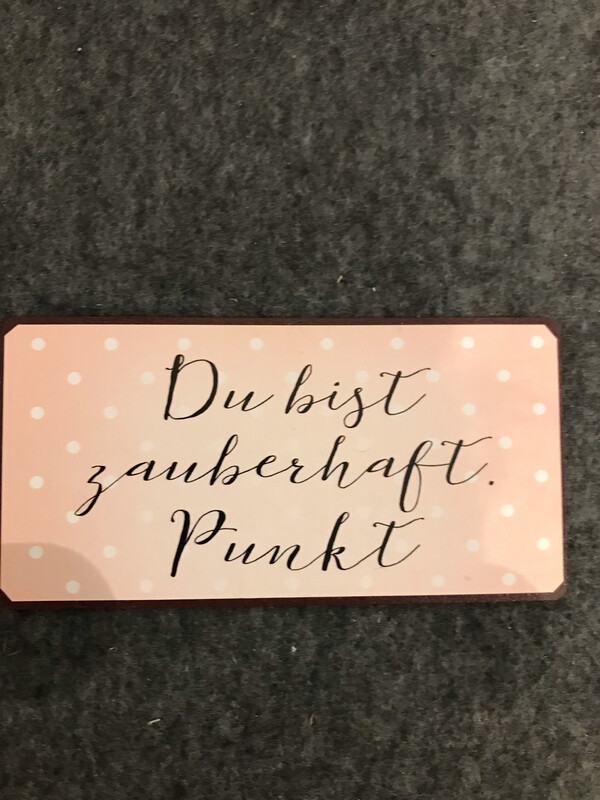 Du bist
zauberhaft.
Punkt